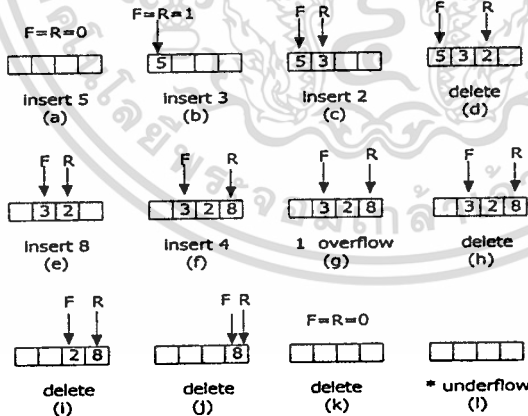 F=R=0
F=R=1
F R
F R
5
5 3
5 3 2
insert 5
insert 3
insert 2
delete
(a)
(b)
(c)
(d)
F R
F R
F R
F R
3 2
3 2 8
3 2 8
3 2 8
insert 8
insert 4
1 overflow
delete
(e)
(f)
(g)
(h)
F R
F R
F=R=0
2 8
8
delete
delete
delete
* underflow
(i)
(j)
(k)
(l)